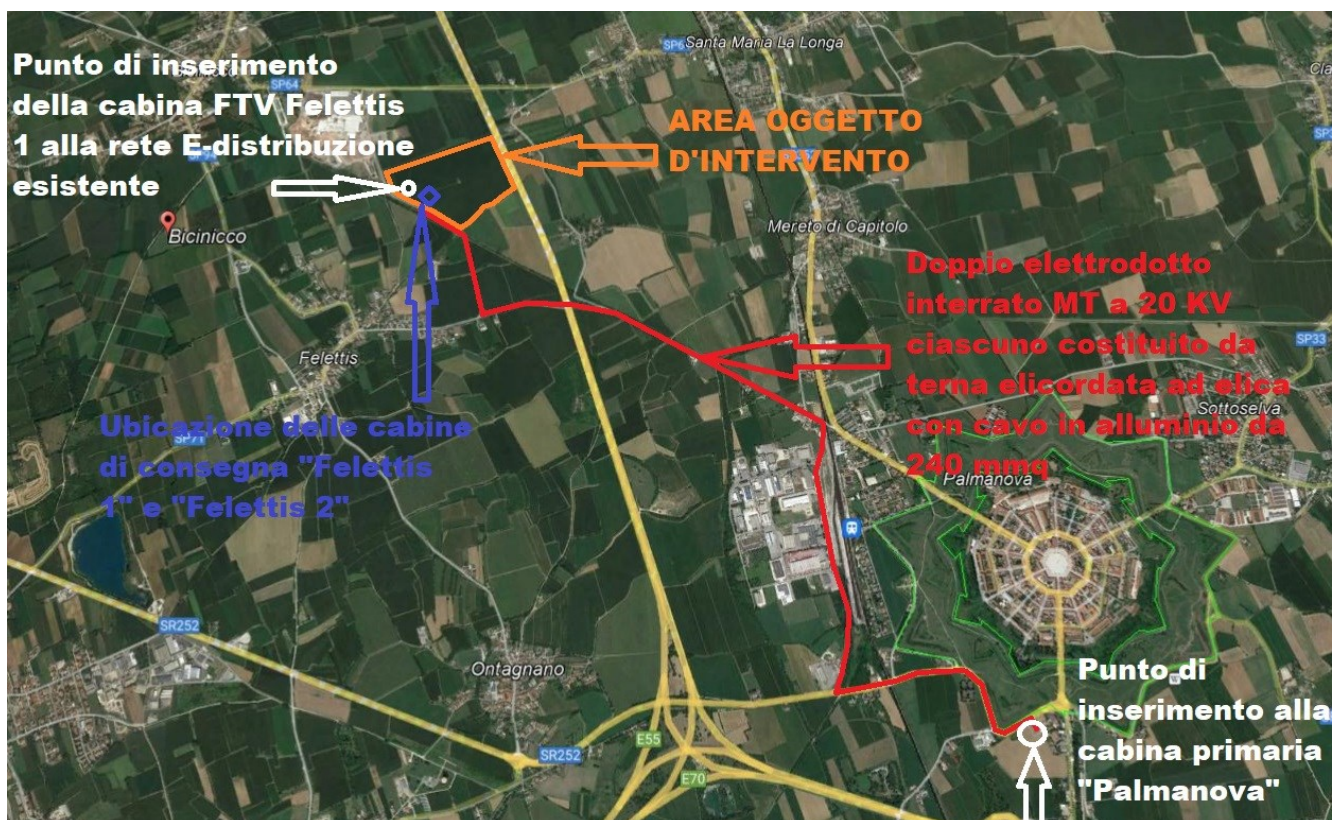 Santa Maria La Longa
SP64
Punto di inserimento
della cabina FTV Felettis
1 alla rete E-distribuzione
esistente
AREA OGGETTO
D'INTERVENTO
Bicinicco
Mereto di Capitolo
Doppio elettrodotto
interrato MT a 20 KV
ciascuno costituito da
terna elicordata ad elica
con cavo in alluminio da
240 mmq
SP33
Felettis
Sottoselva
Ubicazione delle cabine
di consegna "Felettis
1" e "Felettis 2"
SP71
Palmanova
SR252
Ontagnano
E55
SR252
E70
Punto di
inserimento alla
cabina primaria
"Palmanova"